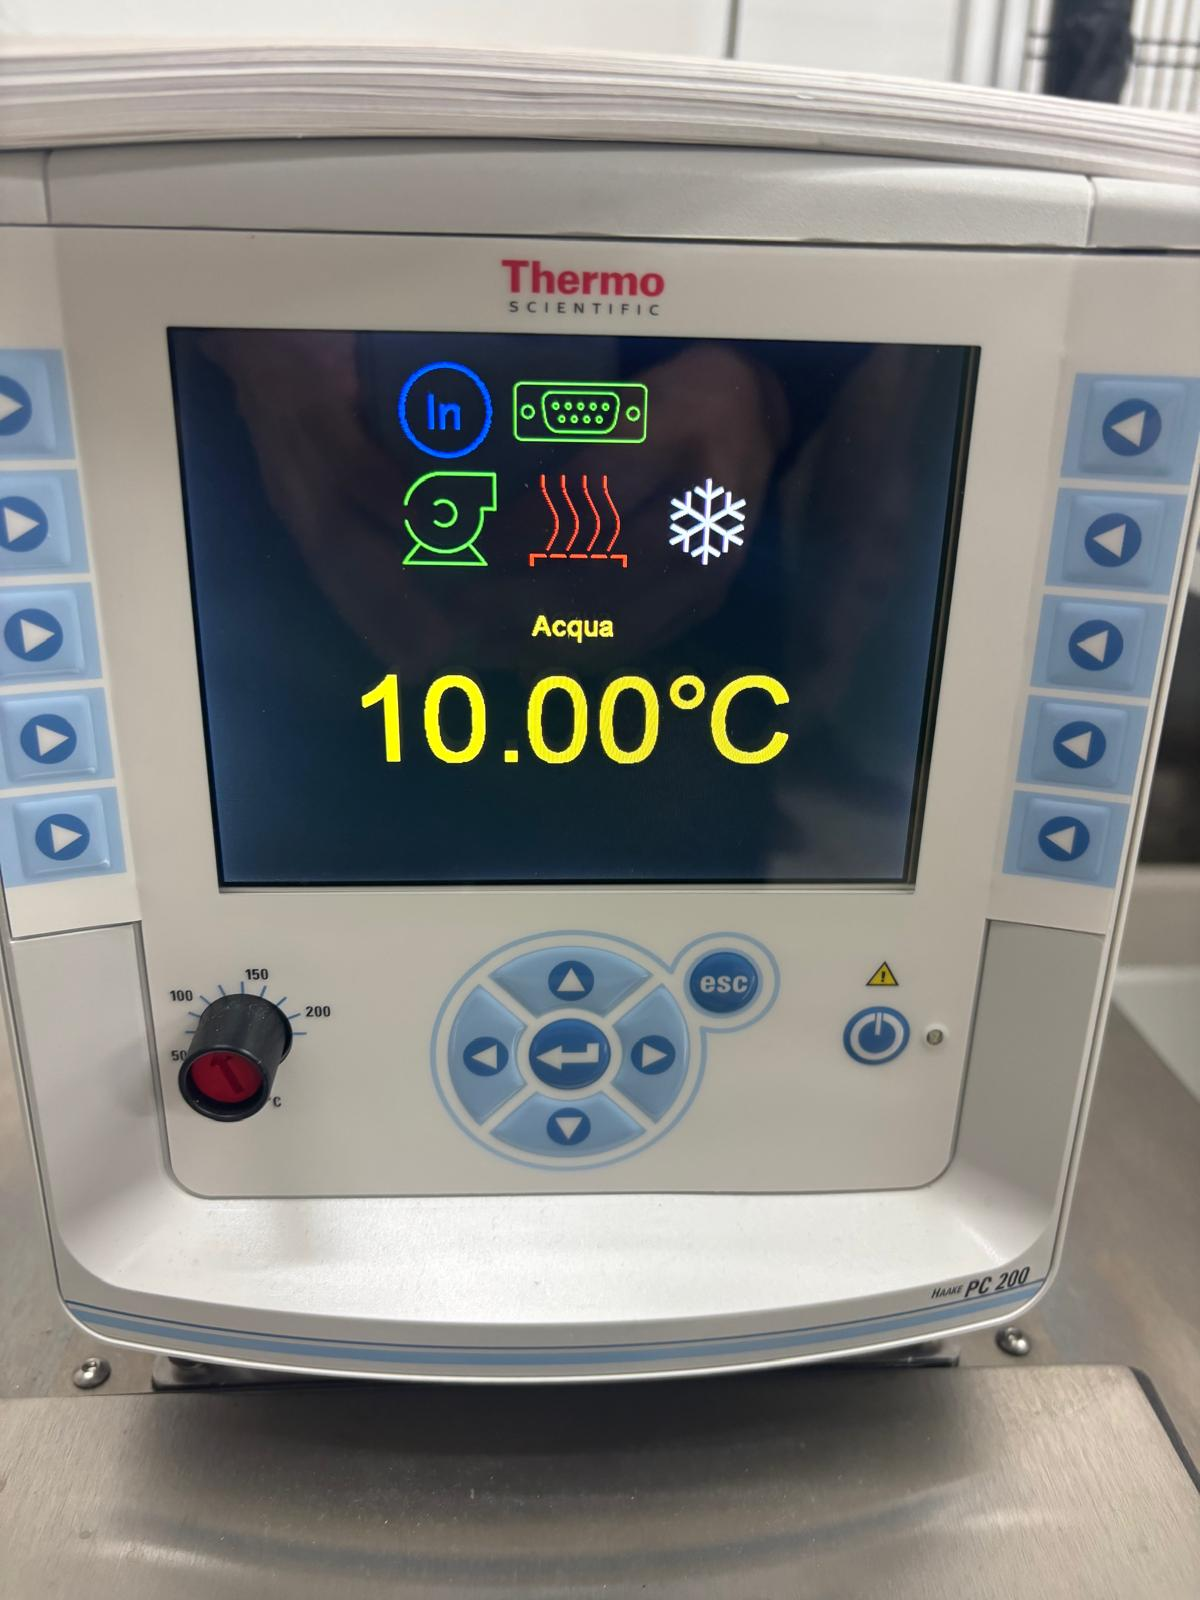 Thermo
SCIENTIFIC
In
Acqua
10.00°C
150
100
200
50
°C
esc
HAAKE PC 200